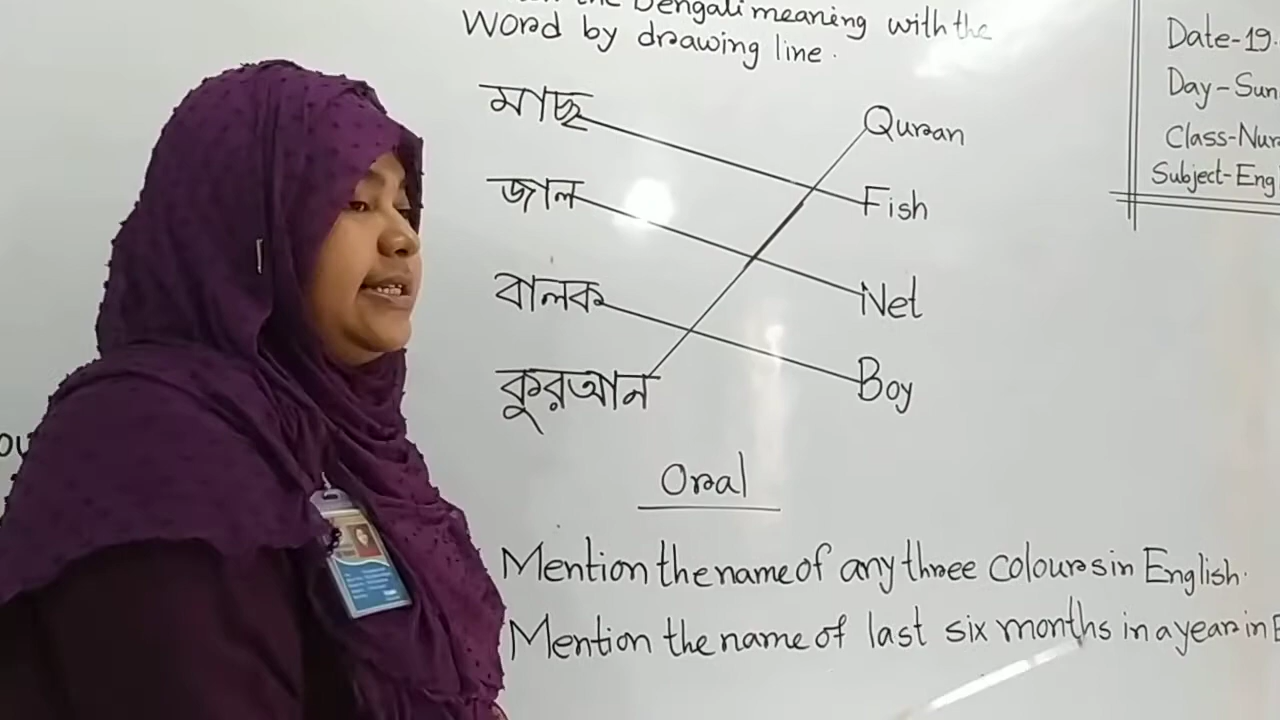 the Bengali meaning with the
Word by drawing line.
মাছ
জাল
বালক
কুরআন
Quran
Fish
Net
Boy
Oral
Mention the name of any three colours in English.
Mention the name of last six months in a year in
Date-19.
Day-Sun
Class-Nur
Subject-Eng